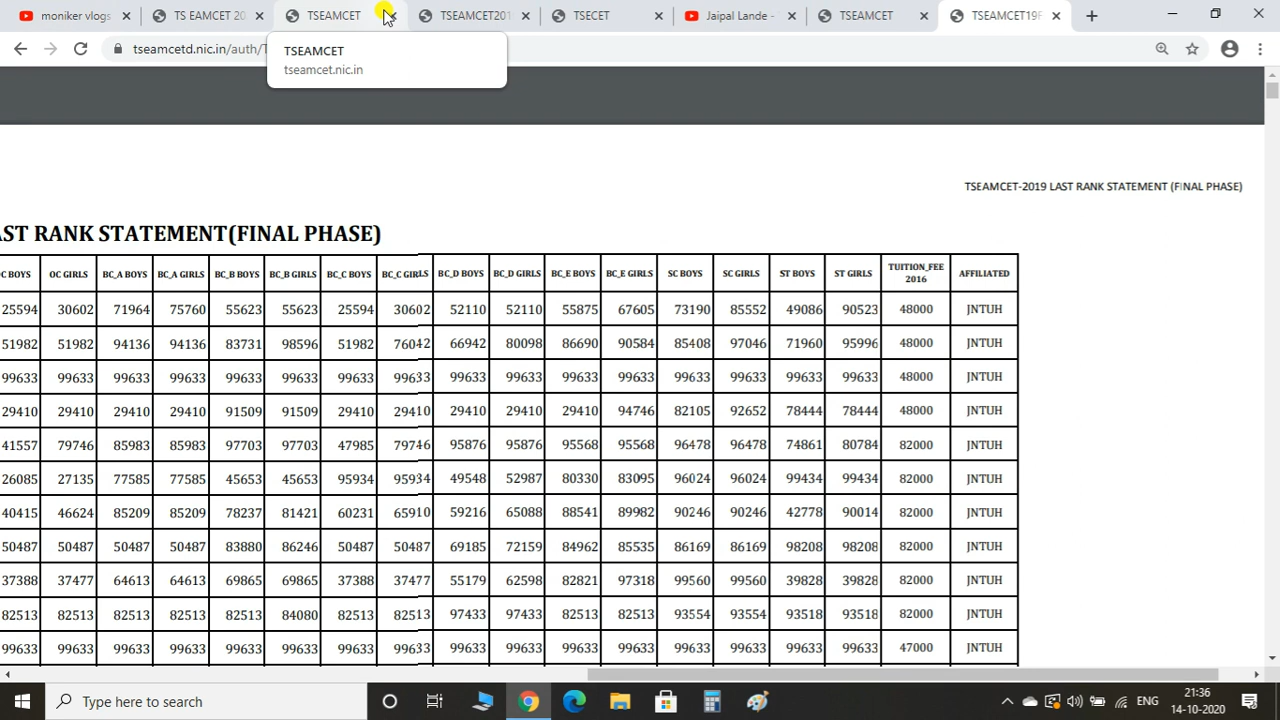 moniker vlogs
TS EAMCET 20
TSEAMCET
TSEAMCET201
TSECET
Jaipal Lande -
TSEAMCET
TSEAMCET19F
tseamcetd.nic.in/auth/T
TSEAMCET
tseamcet.nic.in
TSEAMCET-2019 LAST RANK STATEMENT (FINAL PHASE)
AST RANK STATEMENT(FINAL PHASE)
C BOYS OC GIRLS BC_A BOYS BC_A GIRLS BC_B BOYS BC_B GIRLS BC_C BOYS BC_C GIRLS BC_D BOYS BC_D GIRLS BC_E BOYS BC_E GIRLS SC BOYS SC GIRLS ST BOYS ST GIRLS TUITION_FEE 2016 AFFILIATED
25594 30602 71964 75760 55623 55623 25594 30602 52110 52110 55875 67605 73190 85552 49086 90523 48000 JNTUH
51982 51982 94136 94136 83731 98596 51982 76042 66942 80098 86690 90584 85408 97046 71960 95996 48000 JNTUH
99633 99633 99633 99633 99633 99633 99633 99633 99633 99633 99633 99633 99633 99633 99633 99633 48000 JNTUH
29410 29410 29410 29410 91509 91509 29410 29410 29410 29410 29410 94746 82105 92652 78444 78444 48000 JNTUH
41557 79746 85983 85983 97703 97703 47985 79746 95876 95876 95568 95568 96478 96478 74861 80784 82000 JNTUH
26085 27135 77585 77585 45653 45653 95934 95934 49548 52987 80330 83095 96024 96024 99434 99434 82000 JNTUH
40415 46624 85209 85209 78237 81421 60231 65910 59216 65088 88541 89982 90246 90246 42778 90014 82000 JNTUH
50487 50487 50487 50487 83880 86246 50487 50487 69185 72159 84962 85535 86169 86169 98208 98208 82000 JNTUH
37388 37477 64613 64613 69865 69865 37388 37477 55179 62598 82821 97318 99560 99560 39828 39828 82000 JNTUH
82513 82513 82513 82513 82513 84080 82513 82513 97433 97433 82513 82513 93554 93554 93518 93518 82000 JNTUH
99633 99633 99633 99633 99633 99633 99633 99633 99633 99633 99633 99633 99633 99633 99633 99633 47000 JNTUH
Type here to search
ENG
21:36
14-10-2020